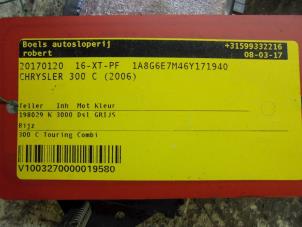 Boels autosloperij +31599332216
robert 08-03-17
20170120 16-XT-PF 1A8G6E7M46Y171940
CHRYSLER 300 C (2006)
Teller Inh Mot Kleur
198029 K 3000 Dsl GRIJS
Bijz
300 C Touring Combi
V1003270000019580